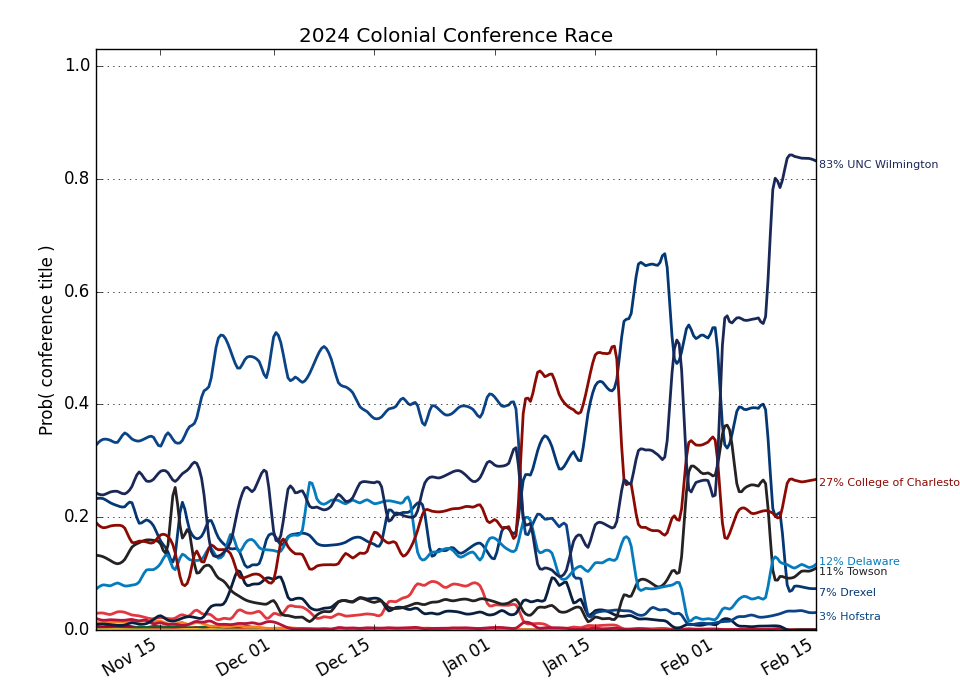 2024 Colonial Conference Race
Prob( conference title )
1.0
0.8
0.6
0.4
0.2
0.0
83% UNC Wilmington
27% College of Charlesto
12% Delaware
11% Towson
7% Drexel
3% Hofstra
Nov 15
Dec 01
Dec 15
Jan 01
Jan 15
Feb 01
Feb 15